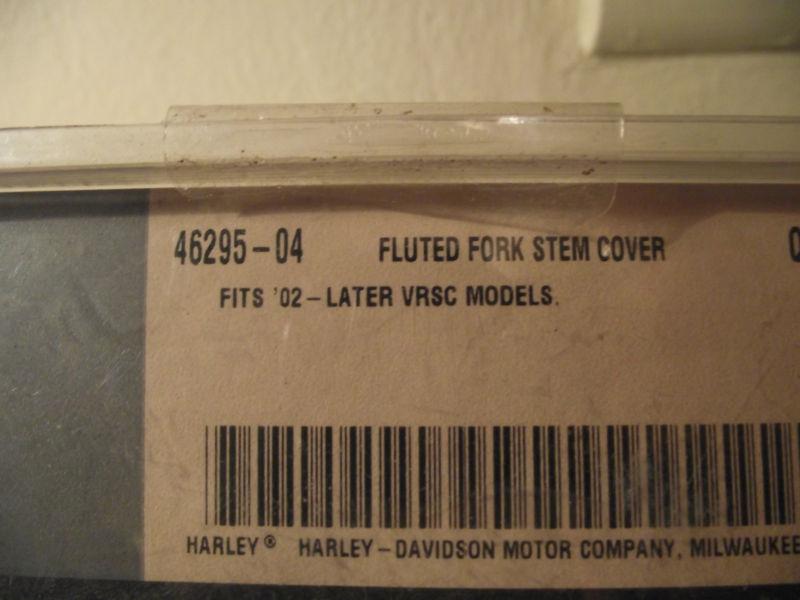 46295-04 FLUTED FORK STEM COVER
FITS '02-LATER VRSC MODELS.
HARLEY® HARLEY-DAVIDSON MOTOR COMPANY, MILWAUKEE